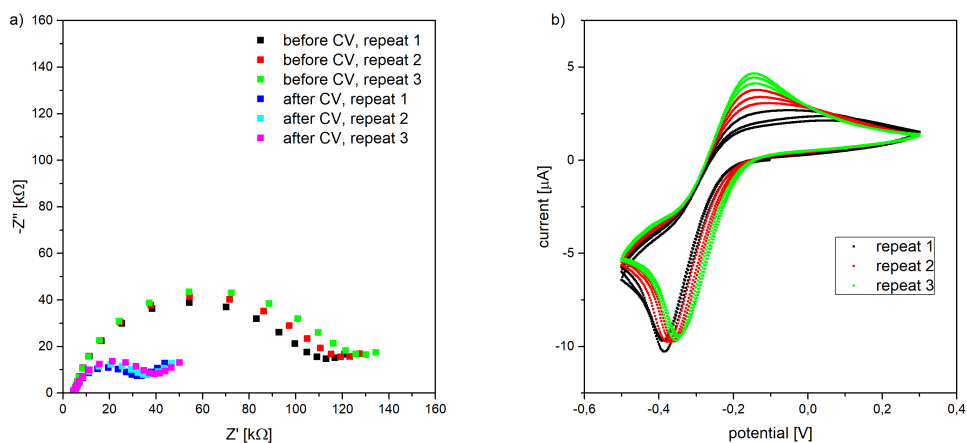 a)
160
140
120
100
80
60
40
20
0
-Z'' [kΩ]
0 20 40 60 80 100 120 140 160
Z' [kΩ]
before CV, repeat 1
before CV, repeat 2
before CV, repeat 3
after CV, repeat 1
after CV, repeat 2
after CV, repeat 3
b)
5
0
-5
-10
current [µA]
-0,6 -0,4 -0,2 0,0 0,2 0,4
potential [V]
repeat 1
repeat 2
repeat 3